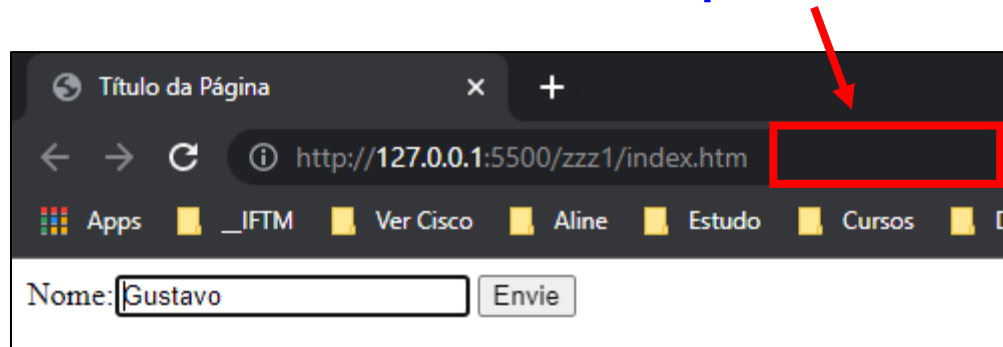 Título da Página
http://127.0.0.1:5500/zzz1/index.htm
Apps __IFTM Ver Cisco Aline Estudo Cursos
Nome: Gustavo Envie